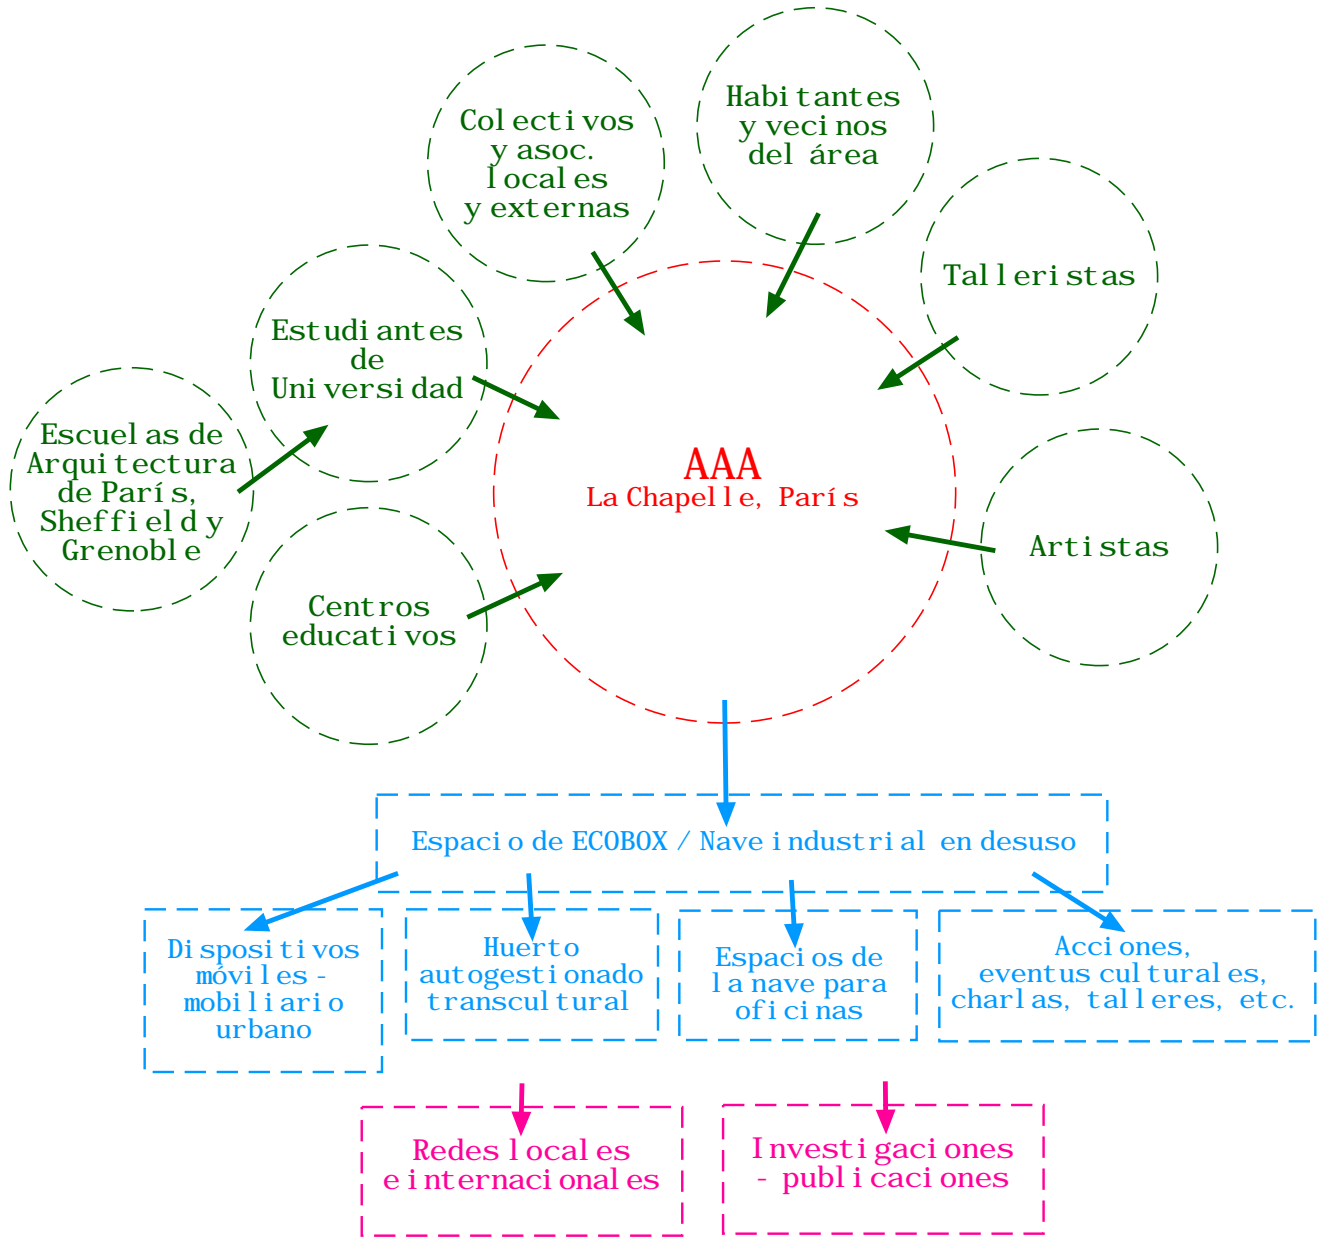 Colectivos
y asoc.
locales
y externas
Habitantes
y vecinos
del área
Talleristas
Estudiantes
de
Universidad
Escuelas de
Arquitectura
de París,
Sheffield y
Grenoble
AAA
La Chapelle, París
Artistas
Centros
educativos
Espacio de ECOBOX / Nave industrial en desuso
Dispositivos
móviles -
mobiliario
urbano
Huerto
autogestionado
transcultural
Espacios de
la nave para
oficinas
Acciones,
eventus culturales,
charlas, talleres, etc.
Redes locales
e internacionales
Investigaciones
- publicaciones